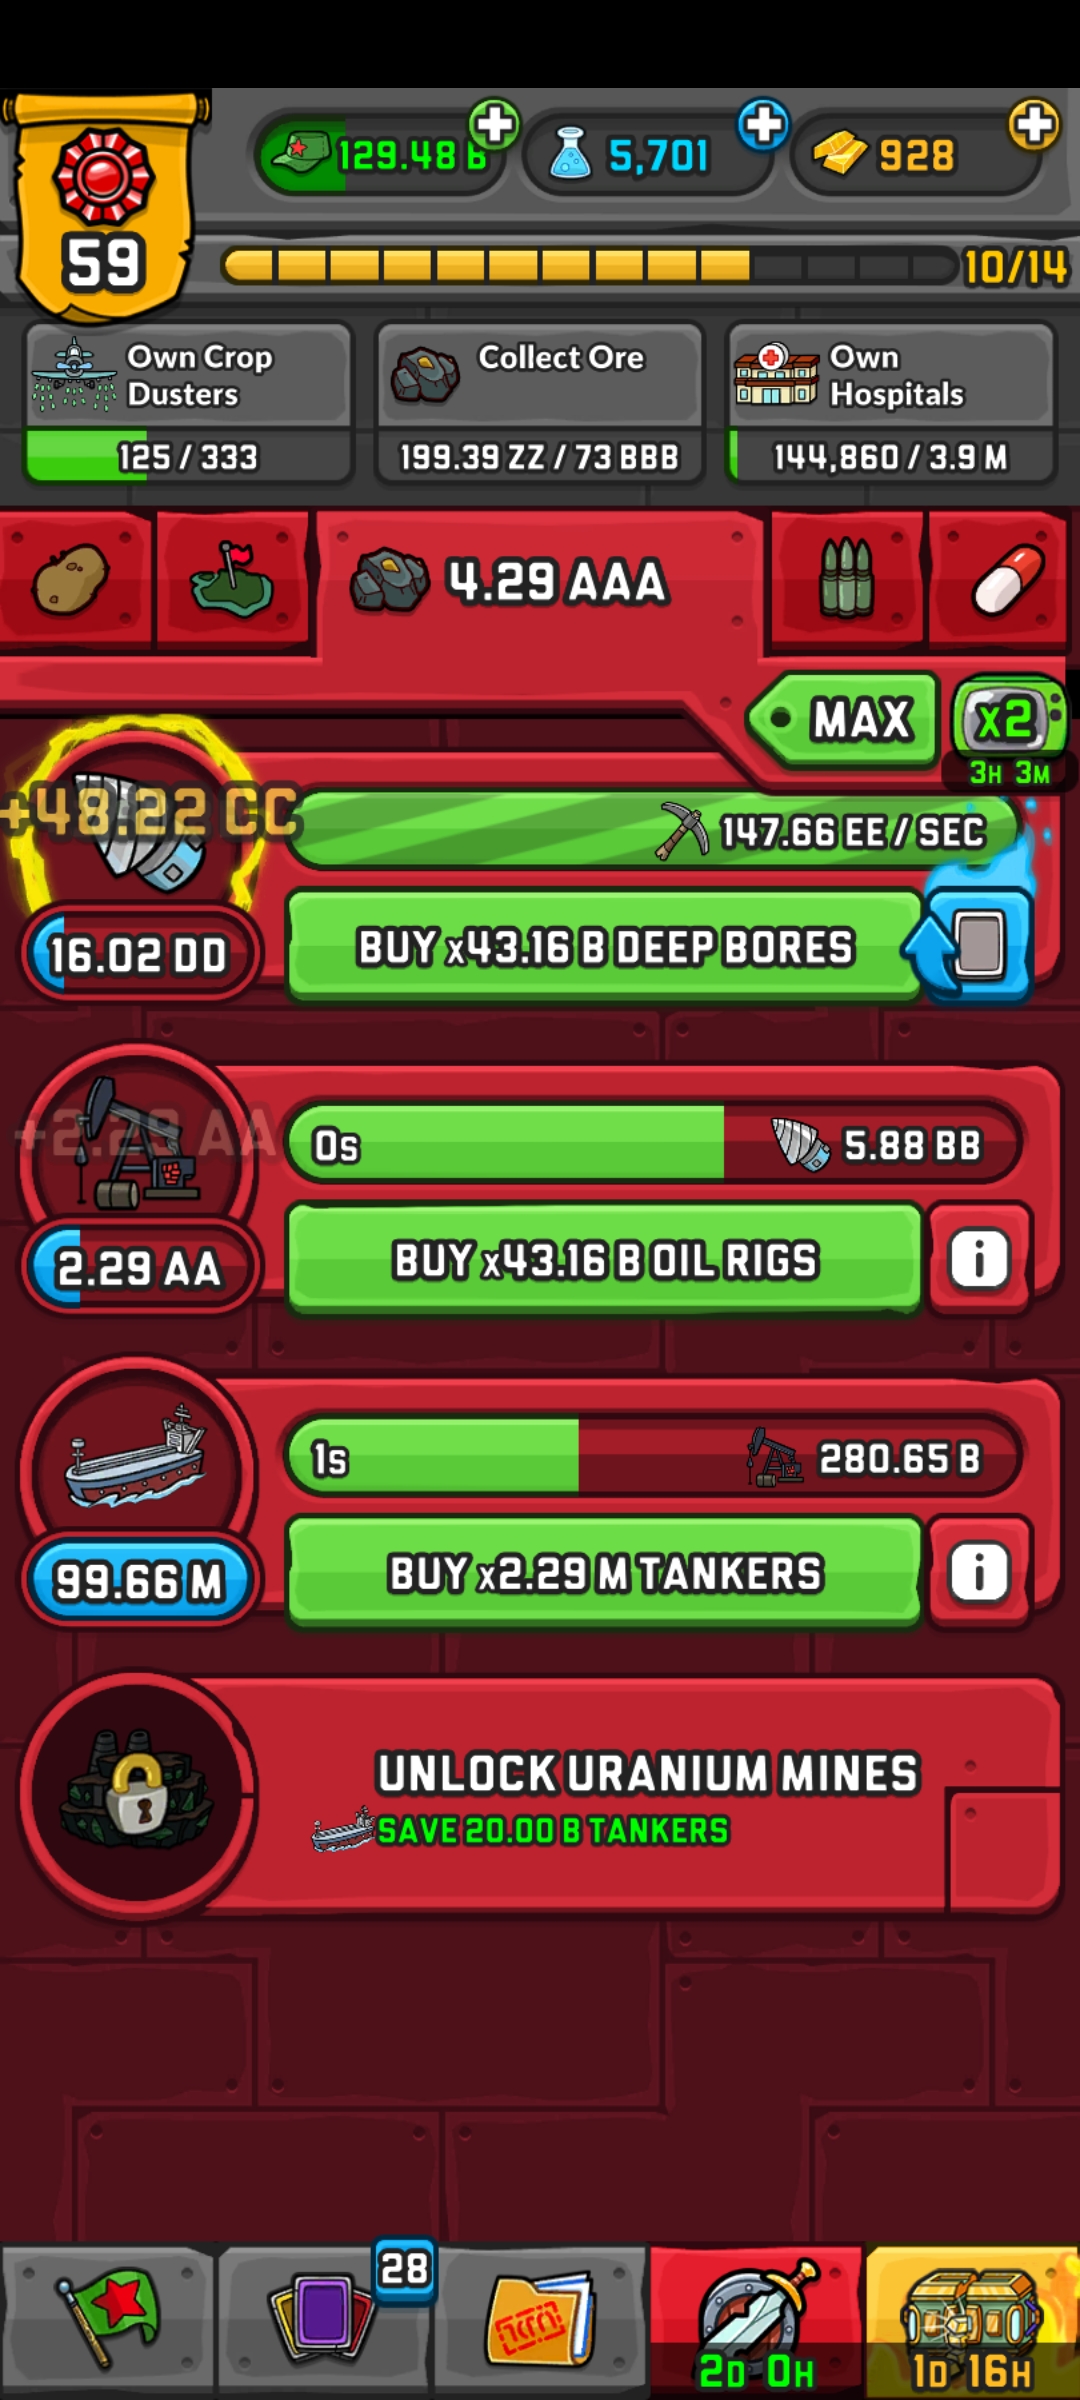 129.48 B
5,701
928
59
10/14
Own Crop
Dusters
125 / 333
Collect Ore
199.39 ZZ / 73 BBB
Own
Hospitals
144,860 / 3.9 M
4.29 AAA
MAX
x2
3H 3M
+48.22 CC
147.66 EE / SEC
16.02 DD
BUY x43.16 B DEEP BORES
+2.29 AA
0s
5.88 BB
2.29 AA
BUY x43.16 B OIL RIGS
i
1s
280.65 B
99.66 M
BUY x2.29 M TANKERS
i
UNLOCK URANIUM MINES
SAVE 20.00 B TANKERS
28
2D 0H
1D 16H